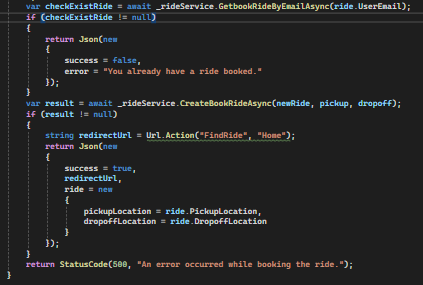 var checkExistRide = await _rideService.GetbookRideByEmailAsync(ride.UserEmail);
if (checkExistRide != null)
{
return Json(new
{
success = false,
error = "You already have a ride booked."
});
}
var result = await _rideService.CreateBookRideAsync(newRide, pickup, dropoff);
if (result != null)
{
string redirectUrl = Url.Action("FindRide", "Home");
return Json(new
{
success = true,
redirectUrl,
ride = new
{
pickupLocation = ride.PickupLocation,
dropoffLocation = ride.DropoffLocation
}
});
}
return StatusCode(500, "An error occurred while booking the ride.");
}